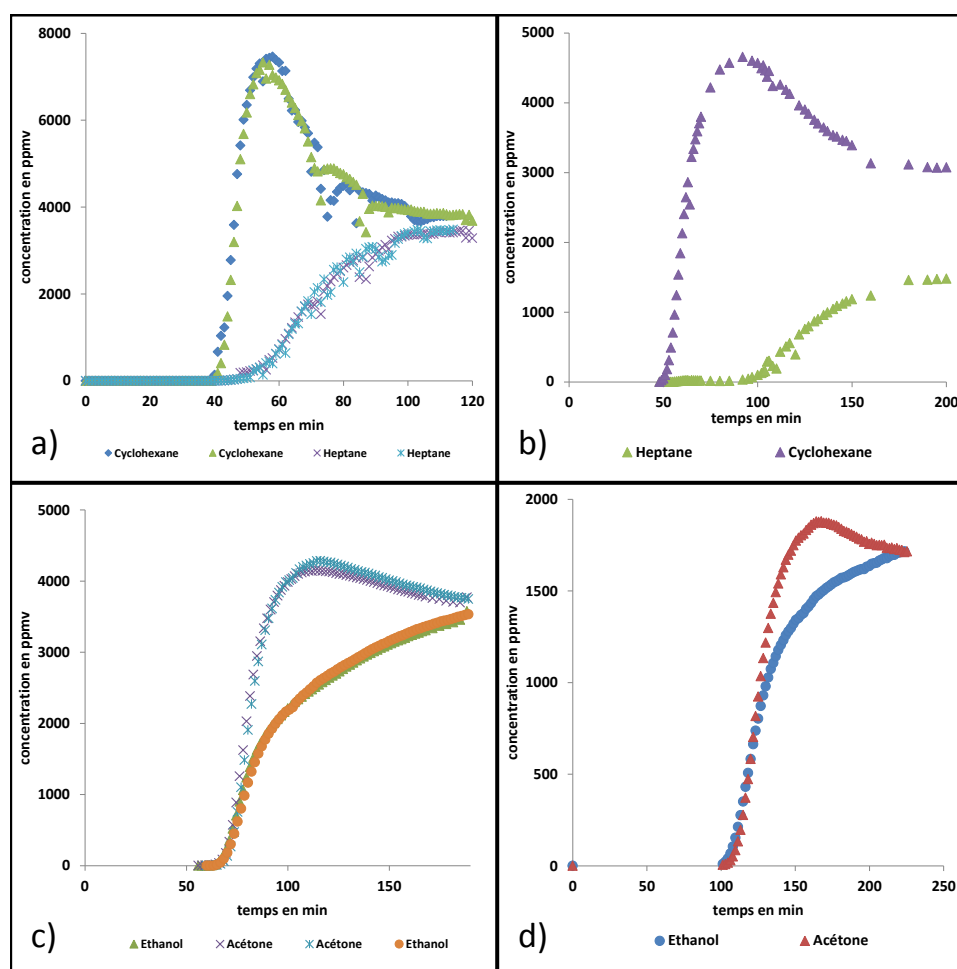 8000
6000
4000
2000
0
concentration en ppmv
0 20 40 60 80 100 120
temps en min
a)
Cyclohexane Cyclohexane Heptane Heptane
5000
4000
3000
2000
1000
0
concentration en ppmv
0 50 100 150 200
temps en min
b)
Heptane Cyclohexane
5000
4000
3000
2000
1000
0
concentration en ppmv
0 50 100 150
temps en min
c)
Ethanol Acétone Acétone Ethanol
2000
1500
1000
500
0
concentration en ppmv
0 50 100 150 200 250
temps en min
d)
Ethanol Acétone